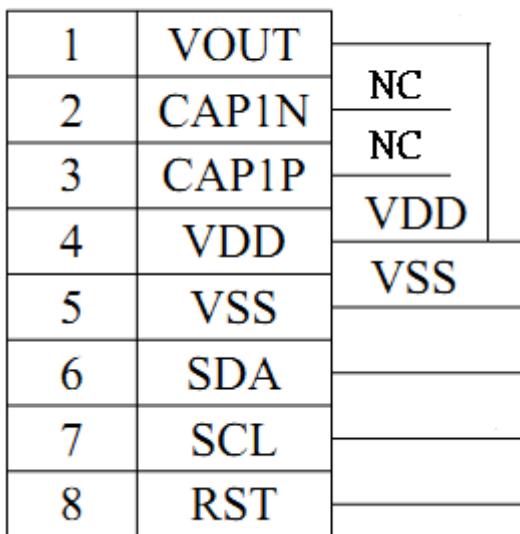 1 VOUT
2 CAP1N NC
3 CAP1P NC
4 VDD VDD
5 VSS VSS
6 SDA
7 SCL
8 RST